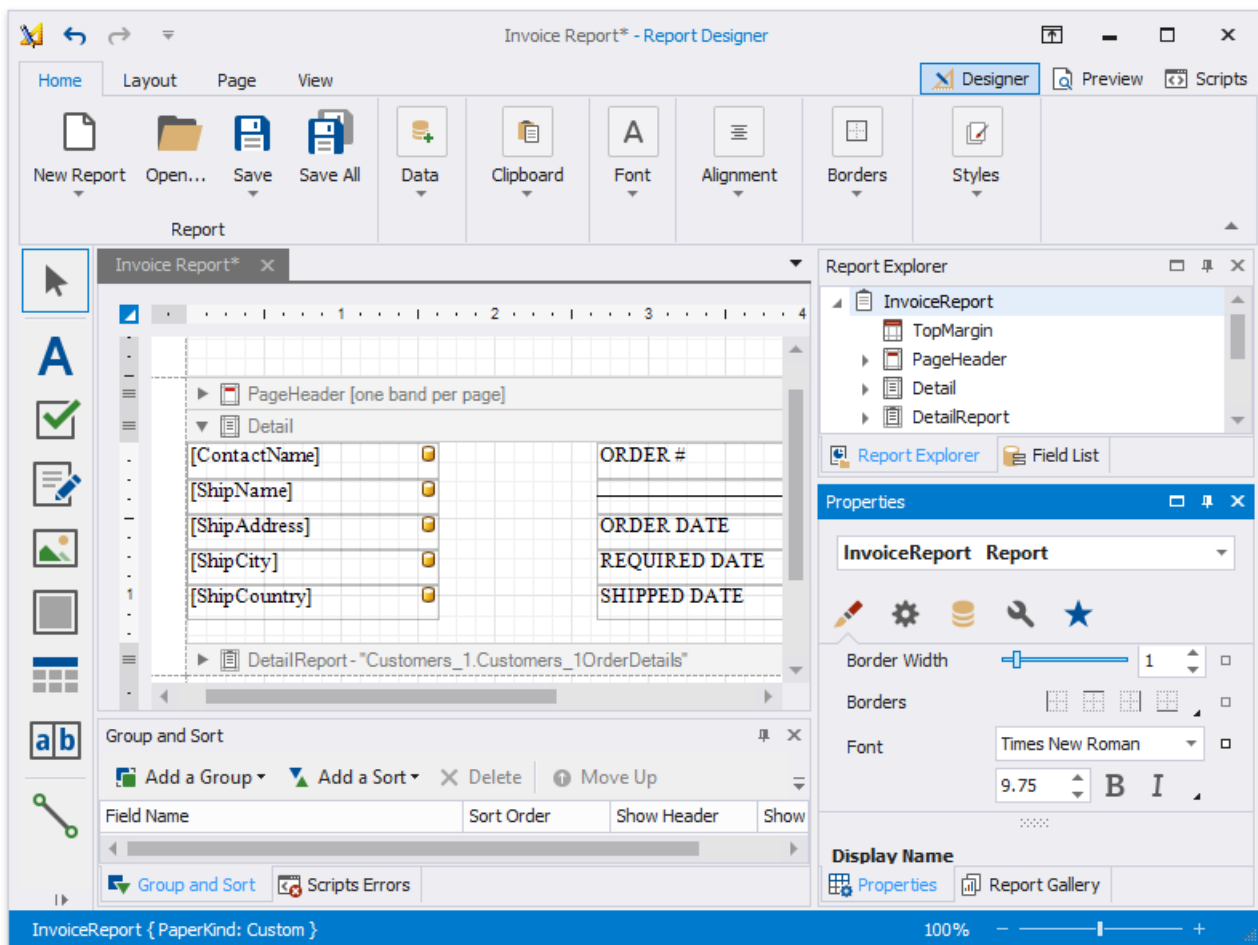 Invoice Report* - Report Designer
Home Layout Page View Designer Preview Scripts
New Report Open... Save Save All Data Clipboard Font Alignment Borders Styles
Report
Invoice Report*
1 2 3 4
PageHeader [one band per page]
Detail
[ContactName] ORDER #
[ShipName]
[ShipAddress] ORDER DATE
[ShipCity] REQUIRED DATE
1
[ShipCountry] SHIPPED DATE
DetailReport - "Customers_1.Customers_1OrderDetails"
Group and Sort
Add a Group Add a Sort Delete Move Up
Field Name Sort Order Show Header Show
Group and Sort Scripts Errors
Report Explorer
InvoiceReport
TopMargin
PageHeader
Detail
DetailReport
Report Explorer Field List
Properties
InvoiceReport Report
Border Width 1
Borders
Font Times New Roman
9.75 B I
Display Name
Properties Report Gallery
InvoiceReport { PaperKind: Custom } 100%
A
A
a|b